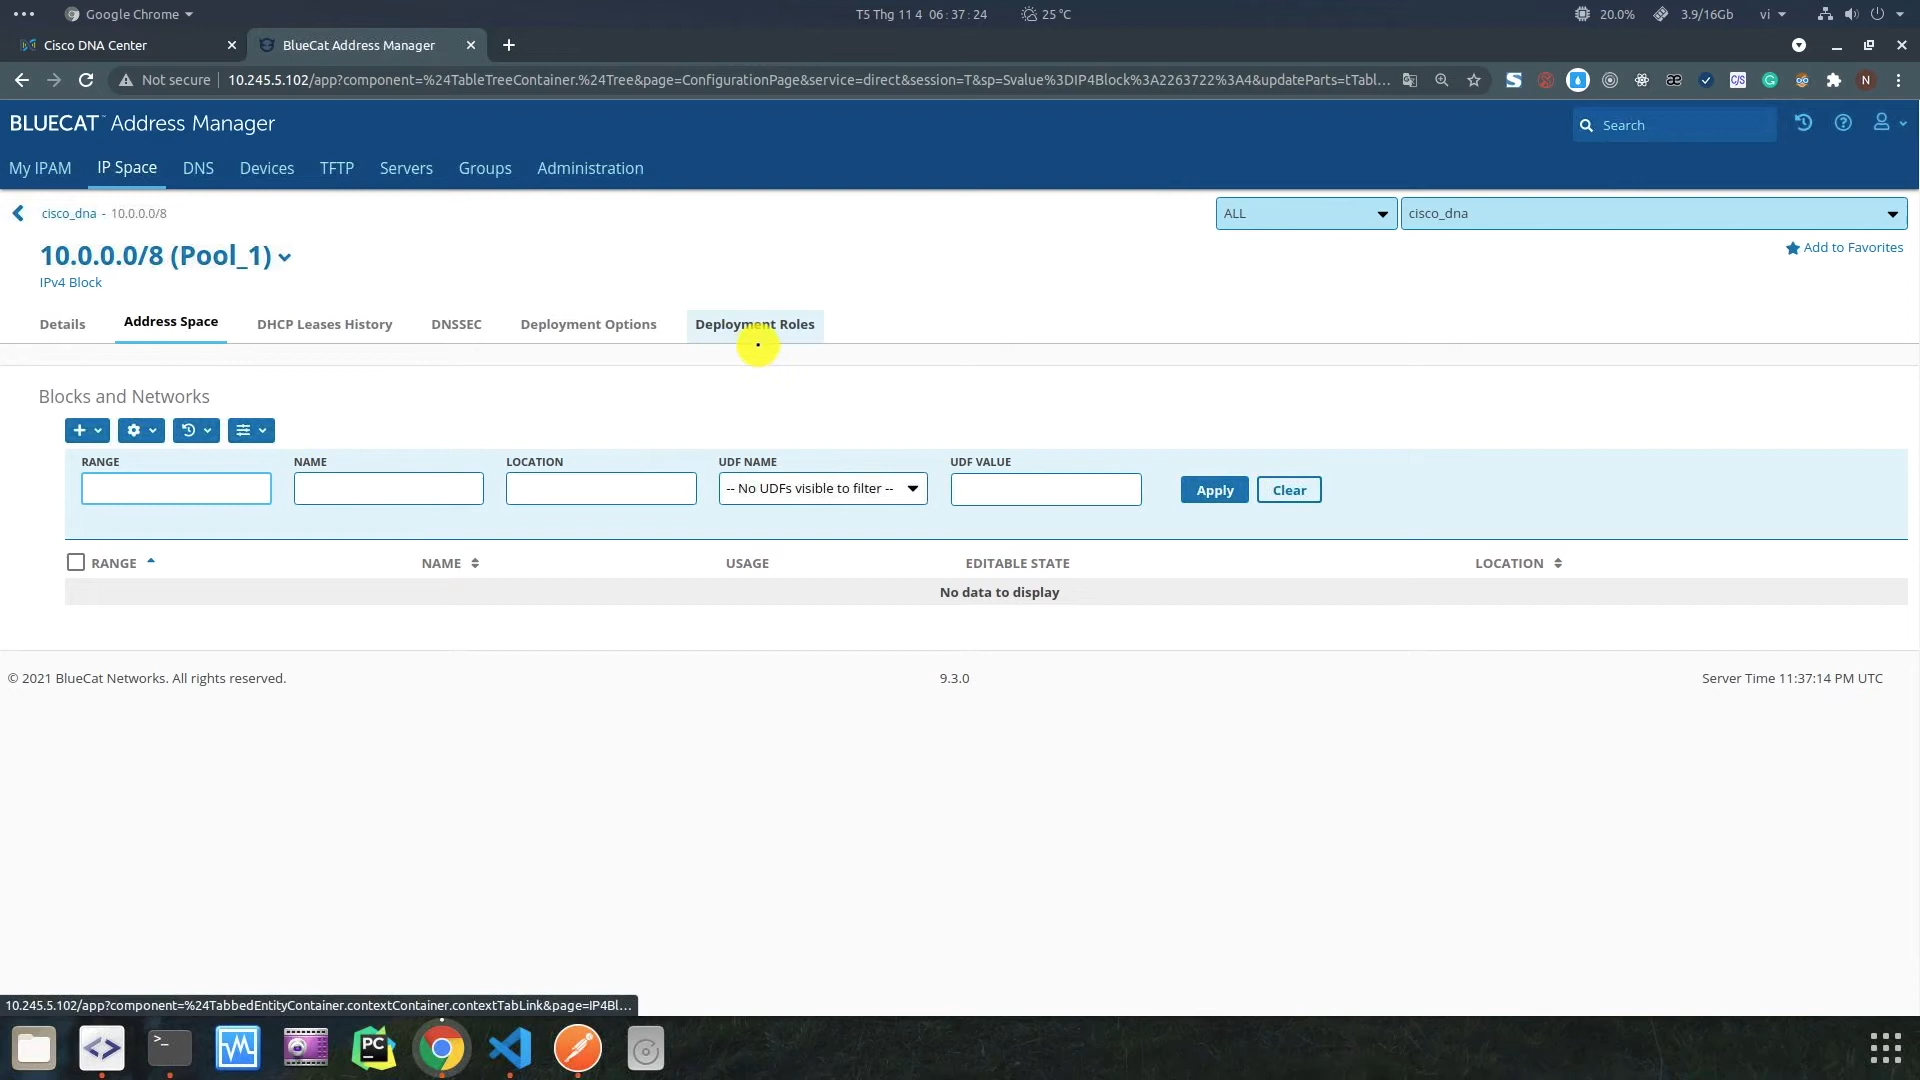 Google Chrome
T5 Thg 11 4 06:37:24
25 °C
20.0%
3.9/16Gb
vi
Cisco DNA Center
BlueCat Address Manager
Not secure
10.245.5.102/app?component=%24TableTreeContainer.%24Tree&page=ConfigurationPage&service=direct&session=T&sp=Svalue%3DIP4Block%3A2263722%3A4&updateParts=tTabl...
BLUECAT Address Manager
Search
My IPAM
IP Space
DNS
Devices
TFTP
Servers
Groups
Administration
cisco_dna - 10.0.0.0/8
ALL
cisco_dna
10.0.0.0/8 (Pool_1)
Add to Favorites
IPv4 Block
Details
Address Space
DHCP Leases History
DNSSEC
Deployment Options
Deployment Roles
Blocks and Networks
RANGE
NAME
LOCATION
UDF NAME
UDF VALUE
-- No UDFs visible to filter --
Apply
Clear
RANGE
NAME
USAGE
EDITABLE STATE
LOCATION
No data to display
© 2021 BlueCat Networks. All rights reserved.
9.3.0
Server Time 11:37:14 PM UTC
10.245.5.102/app?component=%24TabbedEntityContainer.contextContainer.contextTabLink&page=IP4Bl...
PC